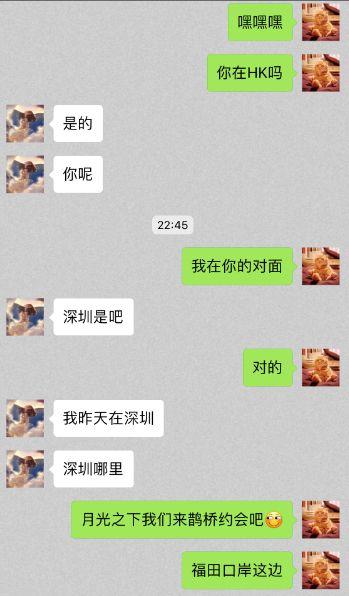 嘿嘿嘿
你在HK吗
是的
你呢
22:45
我在你的对面
深圳是吧
对的
我昨天在深圳
深圳哪里
月光之下我们来鹊桥约会吧
福田口岸这边